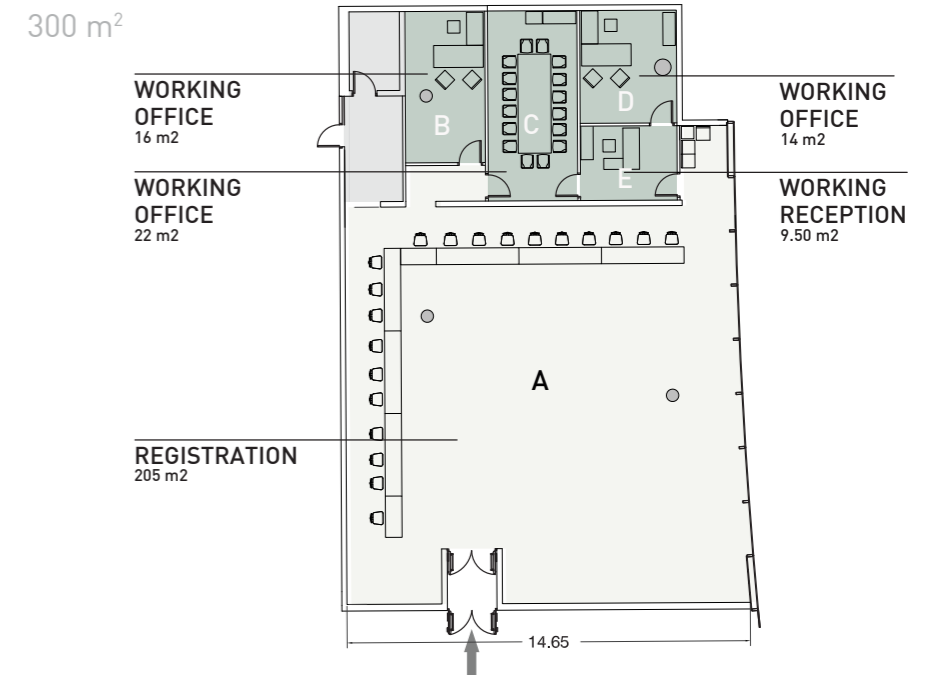 300 m²
WORKING
OFFICE
16 m2
WORKING
OFFICE
22 m2
REGISTRATION
205 m2
B
C
D
E
A
WORKING
OFFICE
14 m2
WORKING
RECEPTION
9.50 m2
14.65